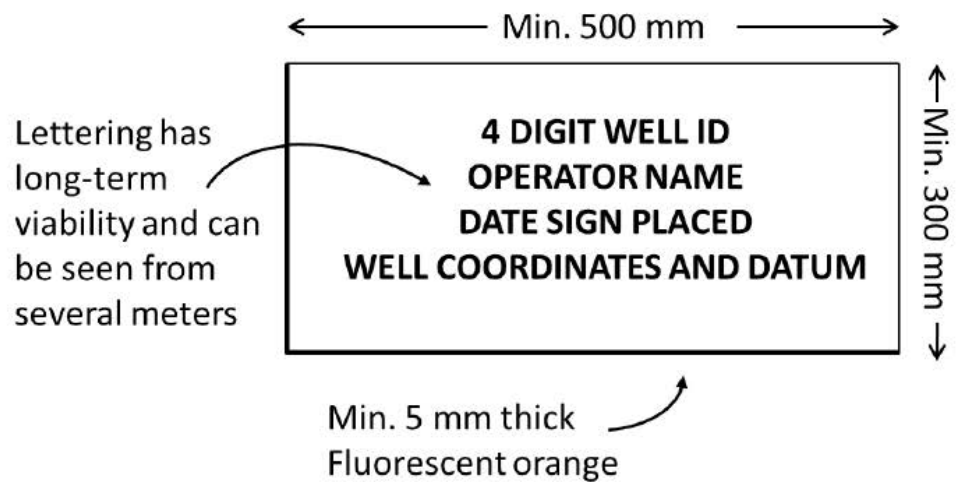 Min. 500 mm
Lettering has
long-term
viability and can
be seen from
several meters
4 DIGIT WELL ID
OPERATOR NAME
DATE SIGN PLACED
WELL COORDINATES AND DATUM
Min. 300 mm
Min. 5 mm thick
Fluorescent orange